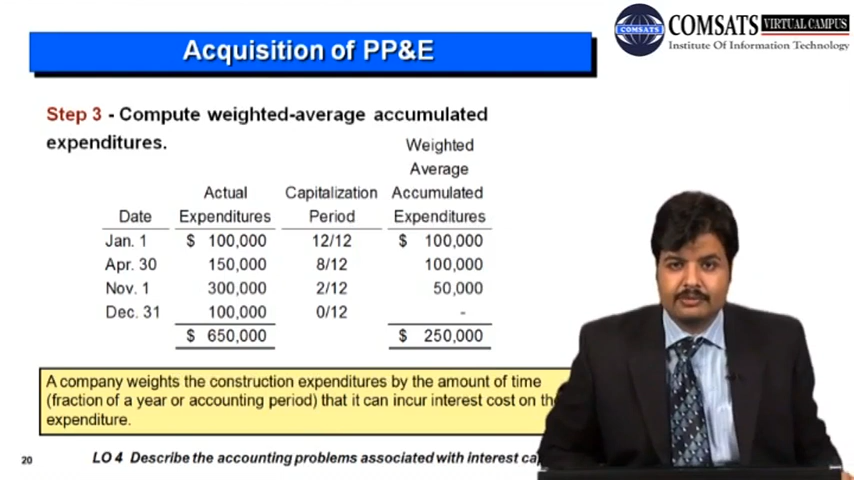 Acquisition of PP&E
COMSATS VIRTUAL CAMPUS
COMSATS
Institute Of Information Technology
Step 3 - Compute weighted-average accumulated
expenditures.
Weighted
Average
Actual Capitalization Accumulated
Date Expenditures Period Expenditures
Jan. 1 $ 100,000 12/12 $ 100,000
Apr. 30 150,000 8/12 100,000
Nov. 1 300,000 2/12 50,000
Dec. 31 100,000 0/12 -
$ 650,000 $ 250,000
A company weights the construction expenditures by the amount of time
(fraction of a year or accounting period) that it can incur interest cost on the
expenditure.
20 LO 4 Describe the accounting problems associated with interest